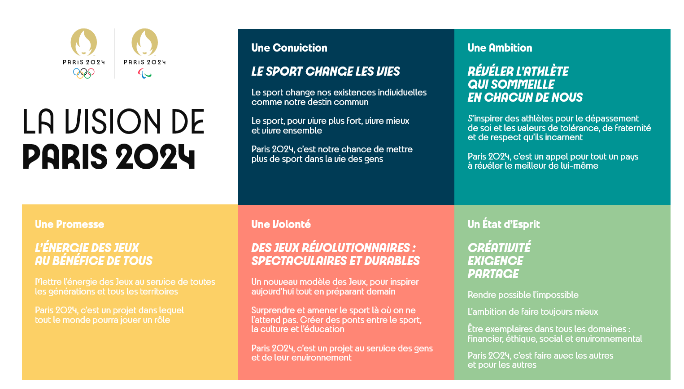 PARIS 2024
PARIS 2024
LA VISION DE
PARIS 2024
Une Conviction
LE SPORT CHANGE LES VIES
Le sport change nos existences individuelles
comme notre destin commun
Le sport, pour vivre plus fort, vivre mieux
et vivre ensemble
Paris 2024, c'est notre chance de mettre
plus de sport dans la vie des gens
Une Ambition
RÉVÉLER L'ATHLÈTE
QUI SOMMEILLE
EN CHACUN DE NOUS
S'inspirer des athlètes pour le dépassement
de soi et les valeurs de tolérance, de fraternité
et de respect qu'ils incarnent
Paris 2024, c'est un appel pour tout un pays
à révéler le meilleur de lui-même
Une Promesse
L'ÉNERGIE DES JEUX
AU BÉNÉFICE DE TOUS
Mettre l'énergie des Jeux au service de toutes
les générations et tous les territoires
Paris 2024, c'est un projet dans lequel
tout le monde pourra jouer un rôle
Une Volonté
DES JEUX RÉVOLUTIONNAIRES :
SPECTACULAIRES ET DURABLES
Un nouveau modèle des Jeux, pour inspirer
aujourd'hui tout en préparant demain
Surprendre et amener le sport là où on ne
l'attend pas. Créer des ponts entre le sport,
la culture et l'éducation
Paris 2024, c'est un projet au service des gens
et de leur environnement
Un État d'Esprit
CRÉATIVITÉ
EXIGENCE
PARTAGE
Rendre possible l'impossible
L'ambition de faire toujours mieux
Être exemplaires dans tous les domaines :
financier, éthique, social et environnemental
Paris 2024, c'est faire avec les autres
et pour les autres